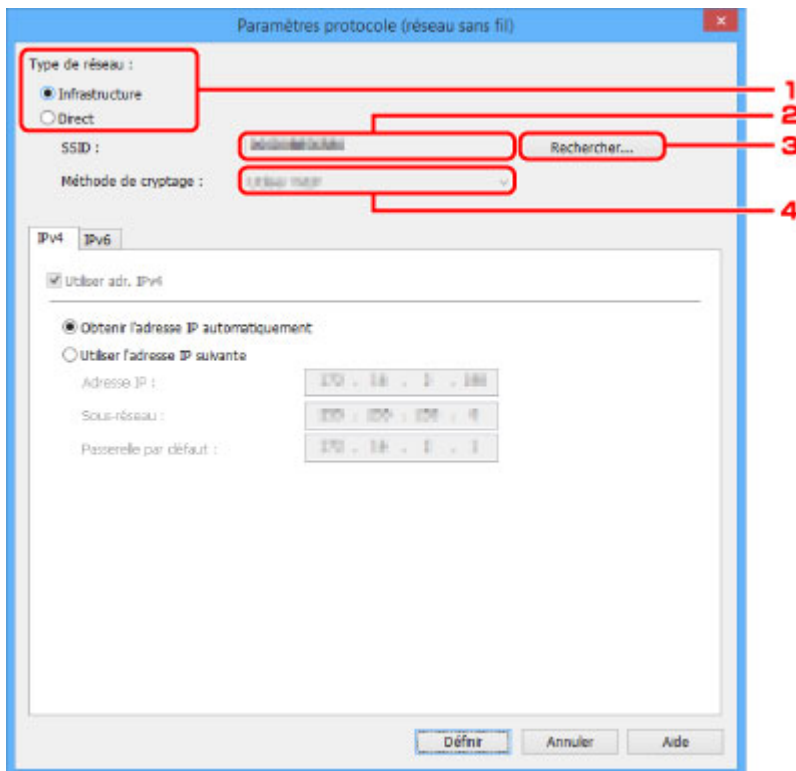 Paramètres protocole (réseau sans fil)
Type de réseau :
Infrastructure
1
Direct
2
SSID :
Rechercher...
3
Méthode de cryptage :
4
IPv4 IPv6
Utiliser adr. IPv4
Obtenir l'adresse IP automatiquement
Utiliser l'adresse IP suivante
Adresse IP :
Sous-réseau :
Passerelle par défaut :
Définir Annuler Aide